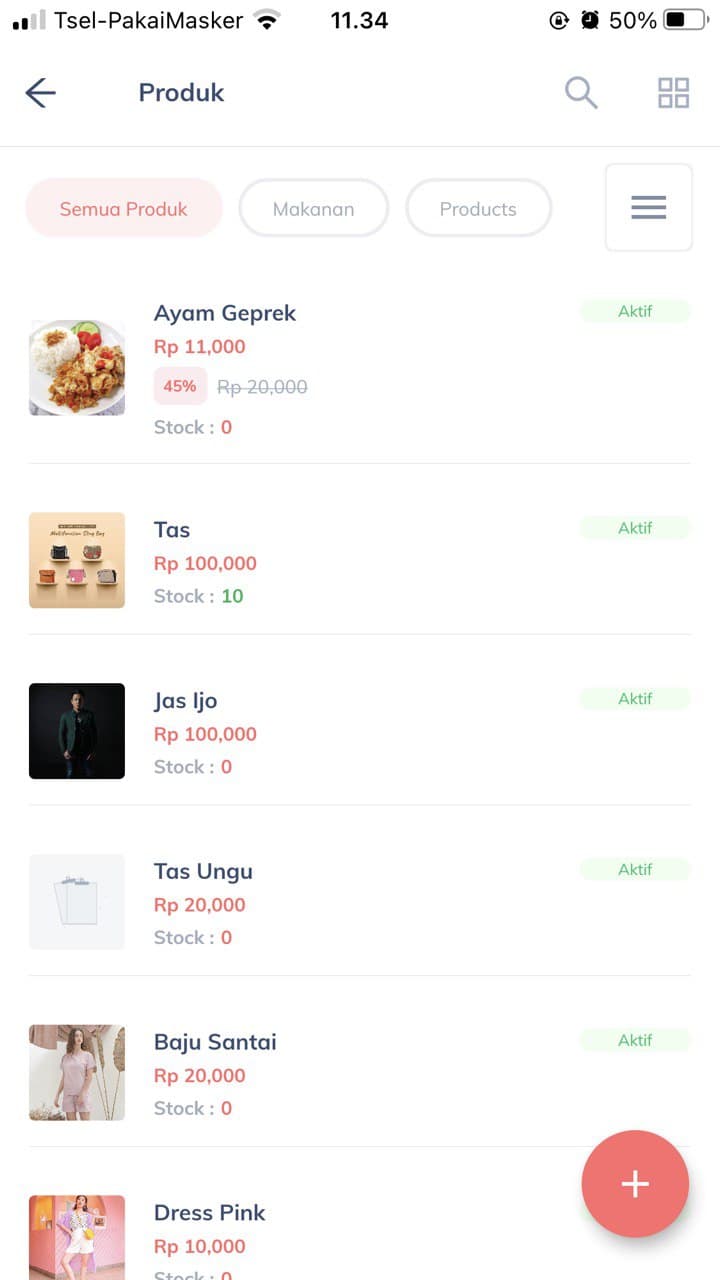 Tsel-PakaiMasker 11.34 50%
Produk
Semua Produk Makanan Products
Ayam Geprek Aktif
Rp 11,000
45% Rp 20,000
Stock : 0
Tas Aktif
Rp 100,000
Stock : 10
Jas Ijo Aktif
Rp 100,000
Stock : 0
Tas Ungu Aktif
Rp 20,000
Stock : 0
Baju Santai Aktif
Rp 20,000
Stock : 0
Dress Pink
Rp 10,000
Stock : 0